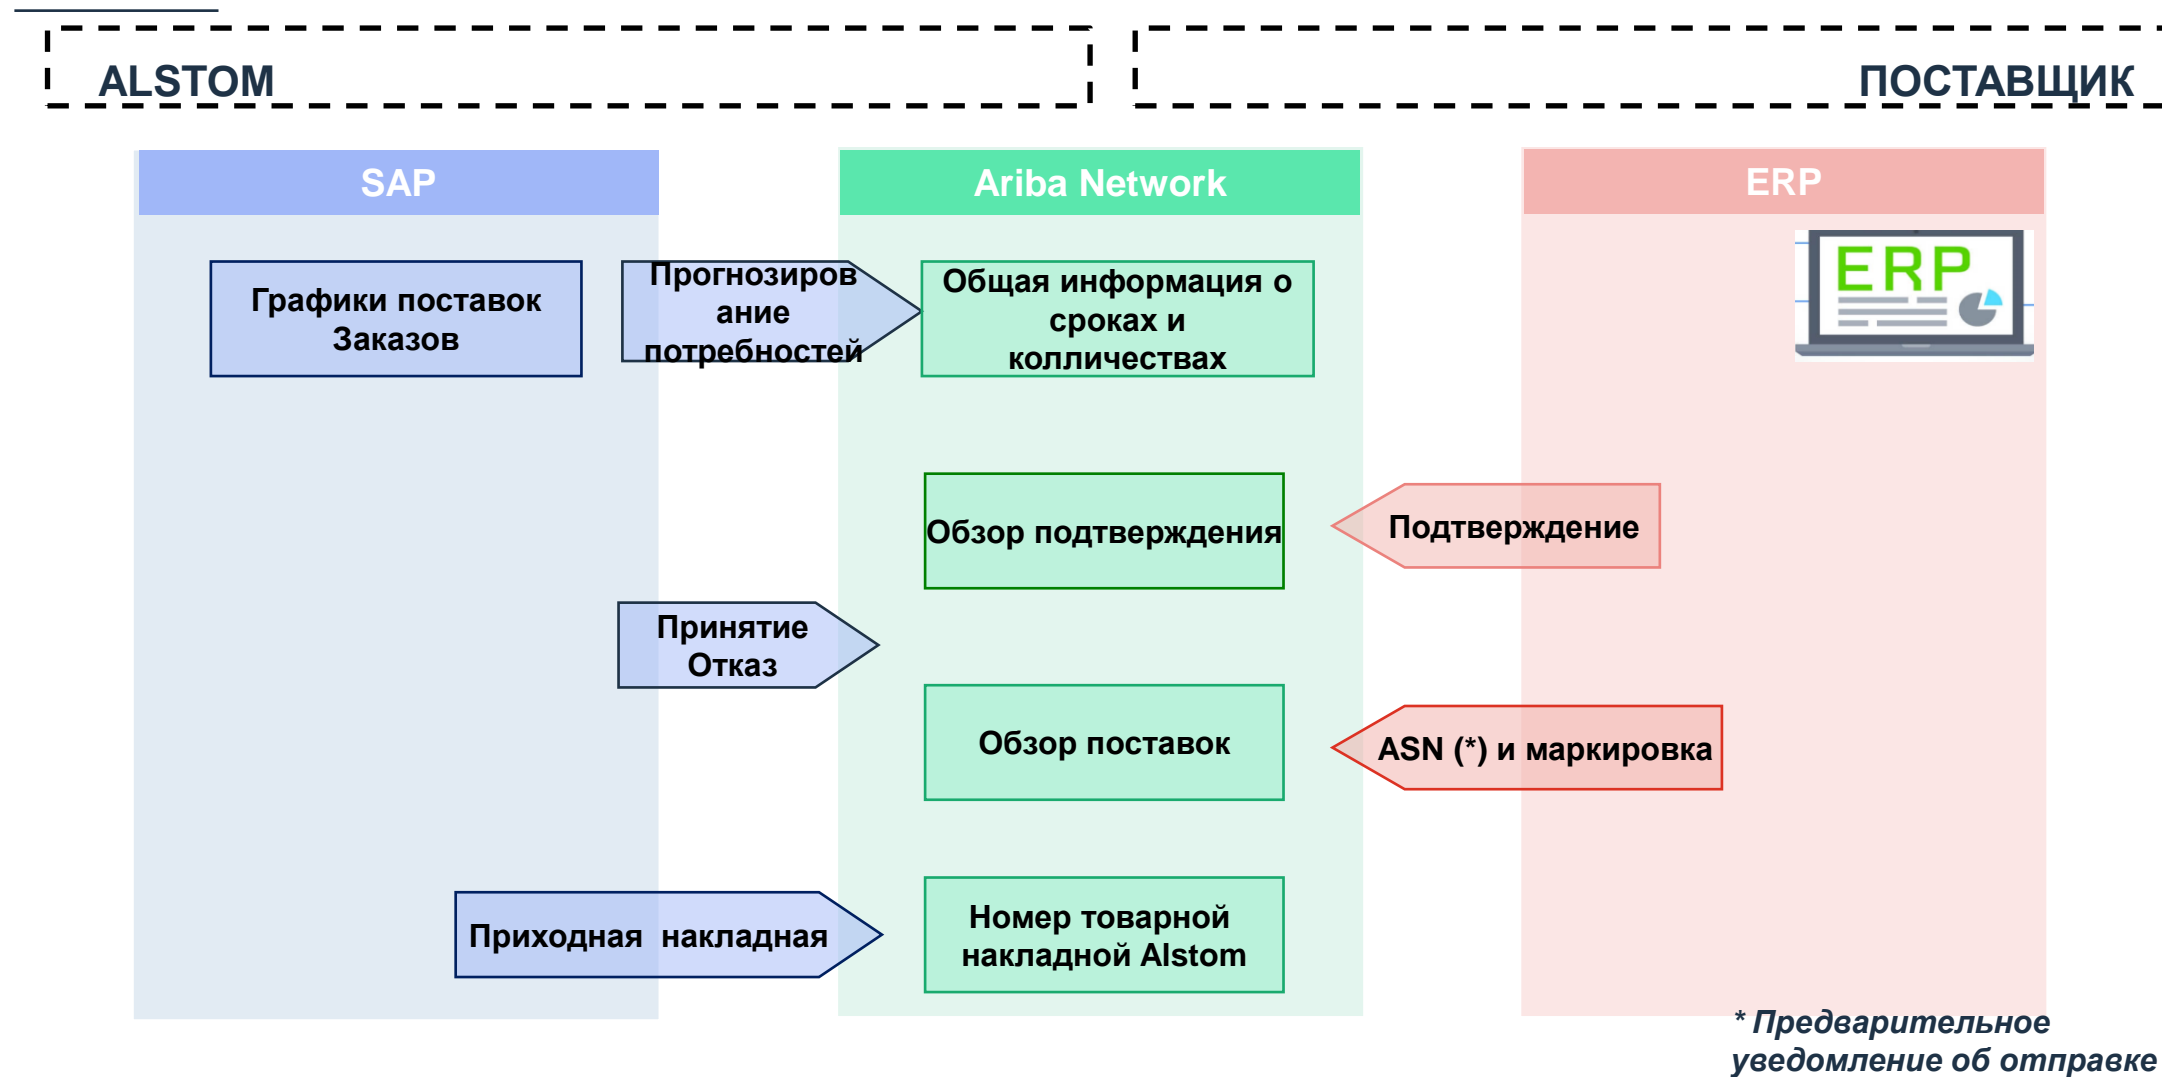 ALSTOM
ПОСТАВЩИК
SAP
Ariba Network
ERP
Графики поставок
Заказов
Прогнозиров
ание
потребностей
Общая информация о
сроках и
колличествах
ERP
Обзор подтверждения
Подтверждение
Принятие
Отказ
Обзор поставок
ASN (*) и маркировка
Приходная накладная
Номер товарной
накладной Alstom
* Предварительное
уведомление об отправке